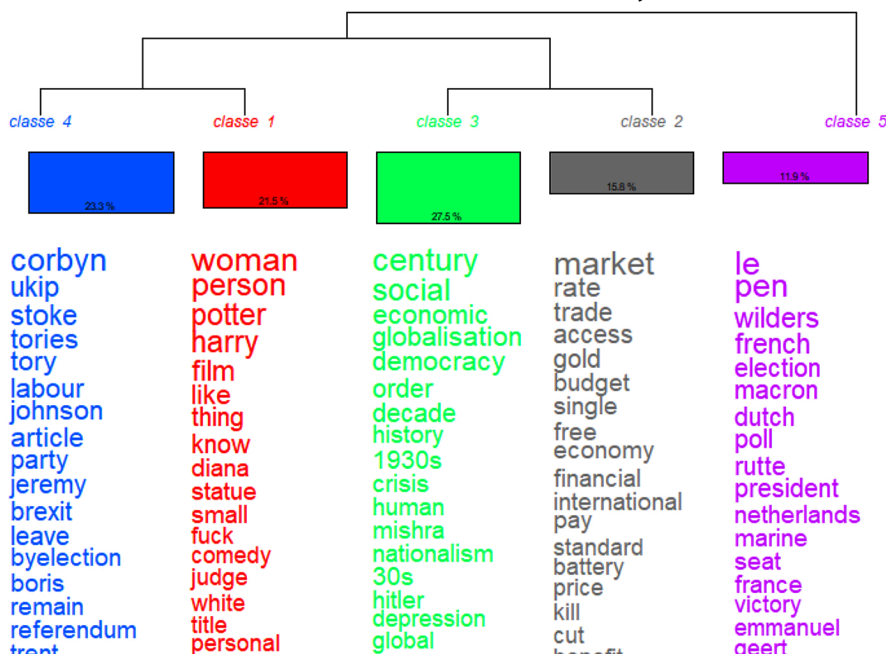 classe 4
classe 1
classe 3
classe 2
classe 5
23.3 %
21.5 %
27.5 %
15.8 %
11.9 %
corbyn
ukip
stoke
tories
tory
labour
johnson
article
party
jeremy
brexit
leave
byelection
boris
remain
referendum
trent
woman
person
potter
harry
film
like
thing
know
diana
statue
small
fuck
comedy
judge
white
title
personal
century
social
economic
globalisation
democracy
order
decade
history
1930s
crisis
human
mishra
nationalism
30s
hitler
depression
global
market
rate
trade
access
gold
budget
single
free
economy
financial
international
pay
standard
battery
price
kill
cut
benefit
le
pen
wilders
french
election
macron
dutch
poll
rutte
president
netherlands
marine
seat
france
victory
emmanuel
geert